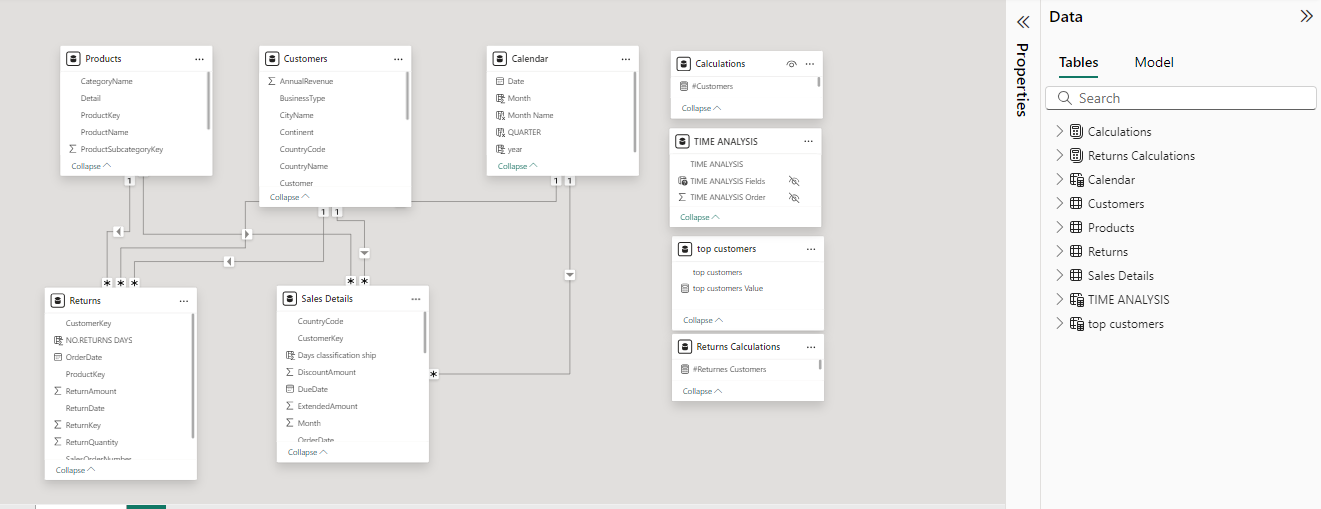 Products
CategoryName
Detail
ProductKey
ProductName
ProductSubcategoryKey
Collapse
Customers
AnnualRevenue
BusinessType
CityName
Continent
CountryCode
CountryName
Customer
Collapse
Calendar
Date
Month
Month Name
QUARTER
year
Collapse
Calculations
#Customers
Collapse
TIME ANALYSIS
TIME ANALYSIS
TIME ANALYSIS Fields
TIME ANALYSIS Order
Collapse
top customers
top customers
top customers Value
Collapse
Returns Calculations
#Returnes Customers
Collapse
1
1
1
1
1
* * *
* *
*
Returns
CustomerKey
NO.RETURNS DAYS
OrderDate
ProductKey
ReturnAmount
ReturnDate
ReturnKey
ReturnQuantity
SalesOrderNumber
Collapse
Sales Details
CountryCode
CustomerKey
Days classification ship
DiscountAmount
DueDate
ExtendedAmount
Month
OrderDate
Collapse
Properties
Data
Tables Model
Search
Calculations
Returns Calculations
Calendar
Customers
Products
Returns
Sales Details
TIME ANALYSIS
top customers